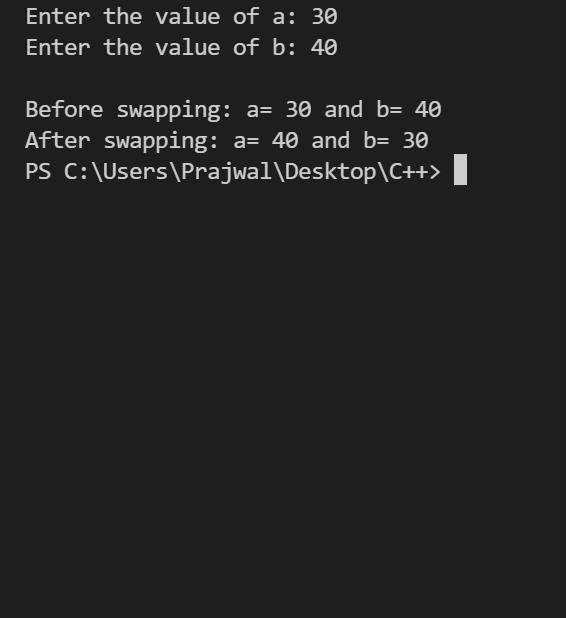 Enter the value of a: 30
Enter the value of b: 40
Before swapping: a= 30 and b= 40
After swapping: a= 40 and b= 30
PS C:\Users\Prajwal\Desktop\C++>